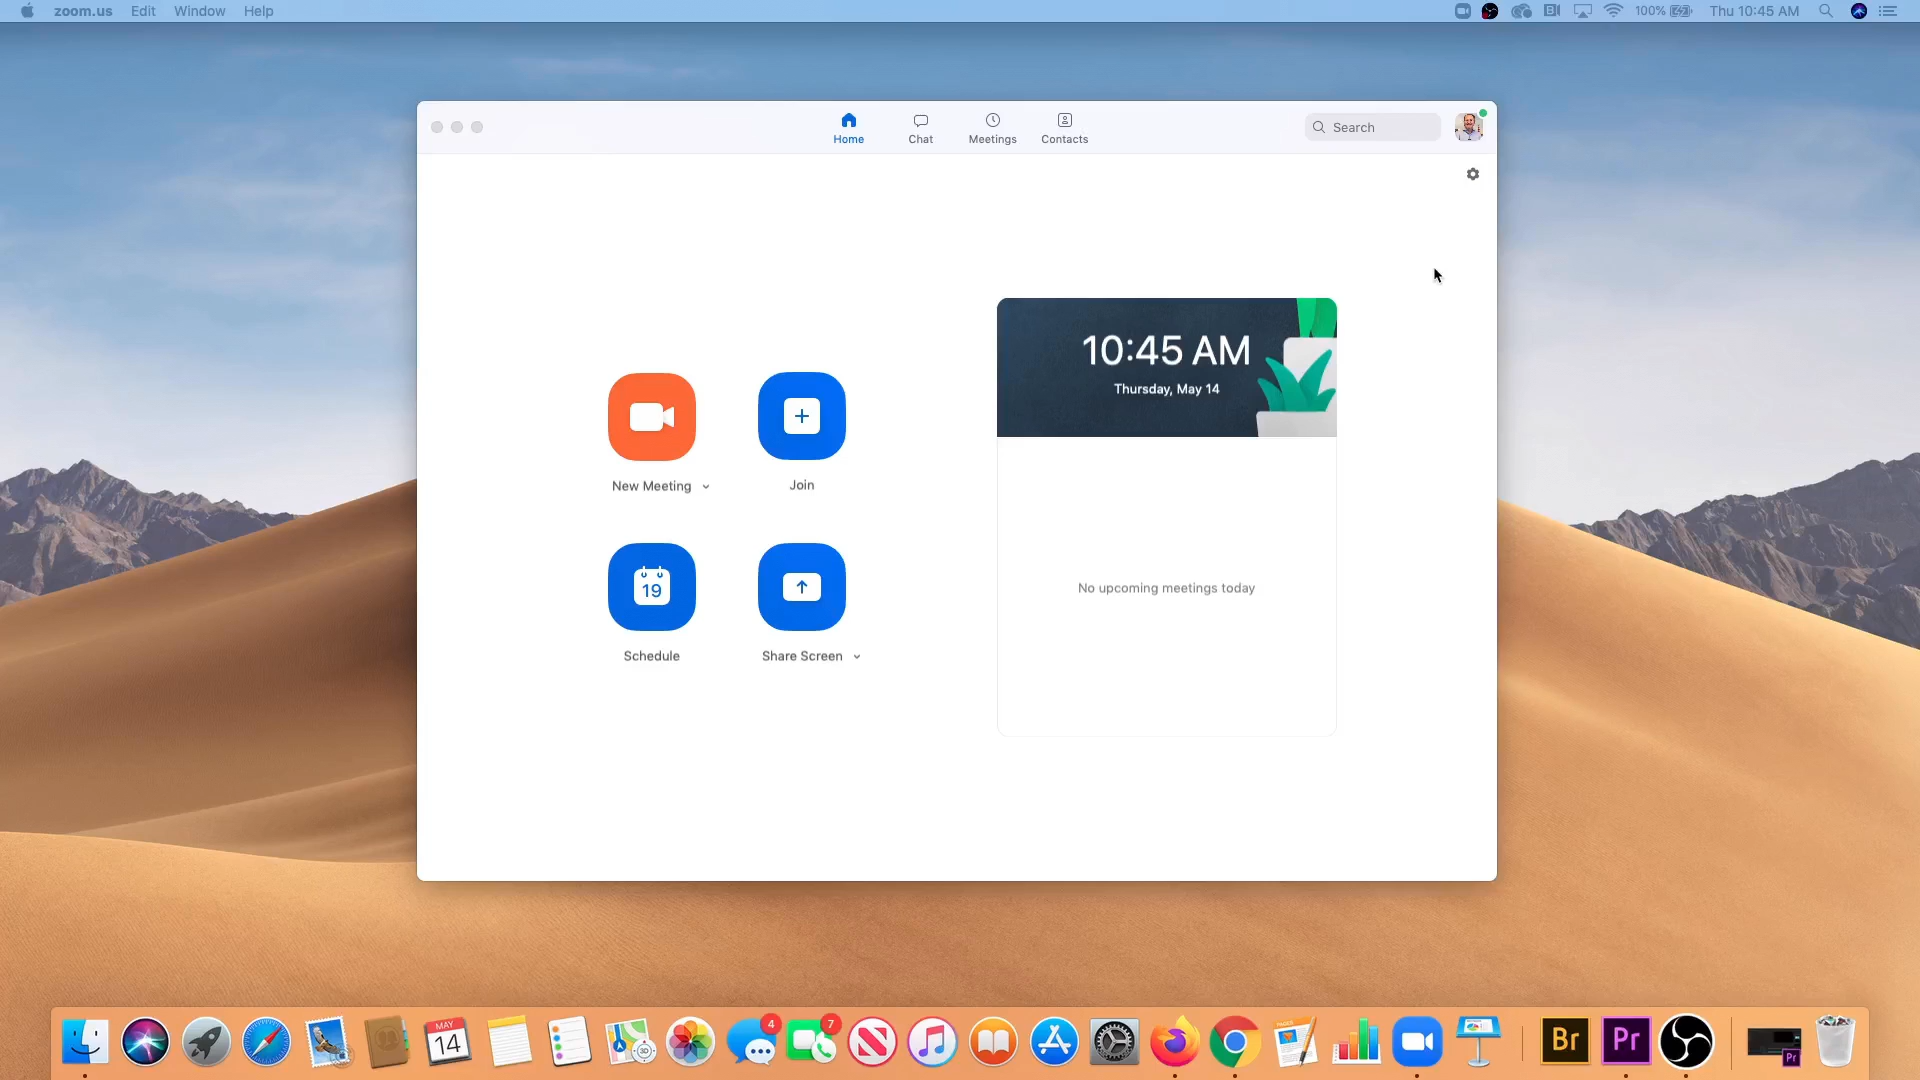 zoom.us Edit Window Help 100% Thu 10:45 AM
Home Chat Meetings Contacts
Search
10:45 AM
Thursday, May 14
New Meeting Join
19
No upcoming meetings today
Schedule Share Screen
MAY
14
3D
4
7
Br
Pr
Pr